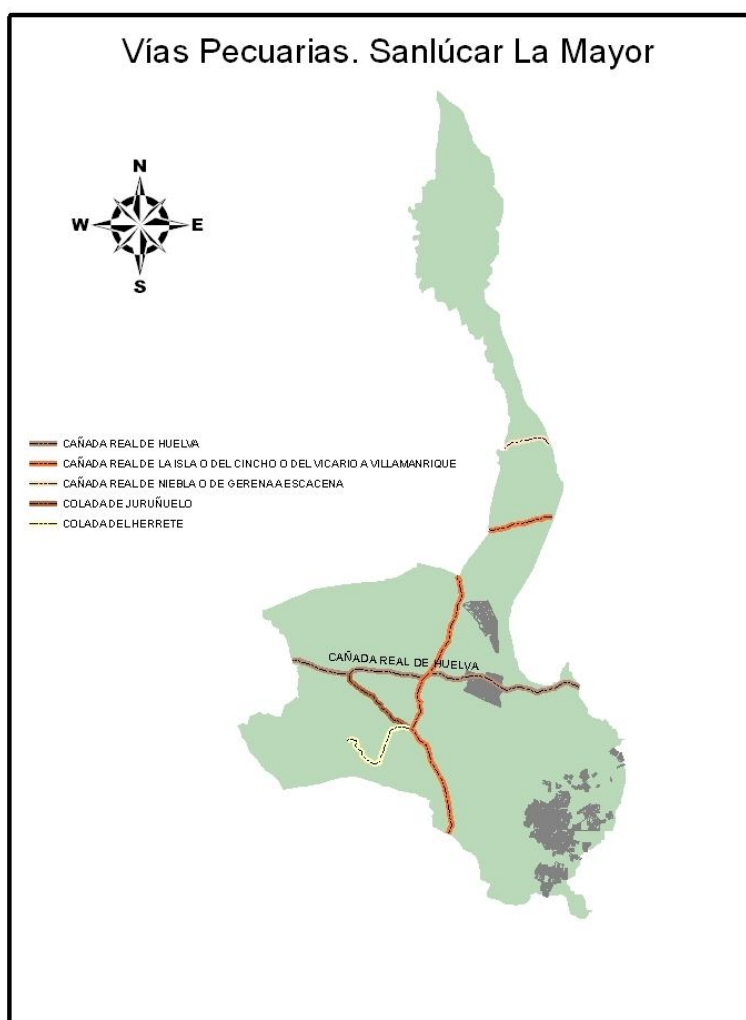 Vías Pecuarias. Sanlúcar La Mayor
N
W E
S
CAÑADA REAL DE HUELVA
CAÑADA REAL DE LA ISLA O DEL CINCHO O DEL VICARIO A VILLAMANRIQUE
CAÑADA REAL DE NIEBLA O DE GERENA A ESCACENA
COLADA DE JURUÑUELO
COLADA DEL HERRETE
CAÑADA REAL DE HUELVA